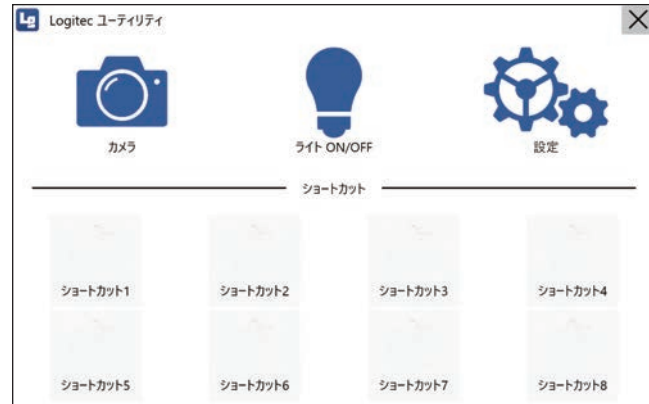 Lg Logitec ユーティリティ
カメラ
ライト ON/OFF
設定
ショートカット
ショートカット1
ショートカット2
ショートカット3
ショートカット4
ショートカット5
ショートカット6
ショートカット7
ショートカット8